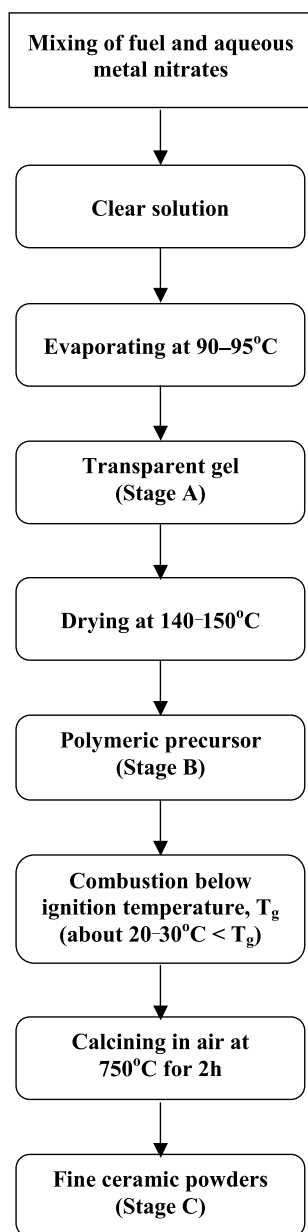 Mixing of fuel and aqueous
metal nitrates
Clear solution
Evaporating at 90–95°C
Transparent gel
(Stage A)
Drying at 140-150°C
Polymeric precursor
(Stage B)
Combustion below
ignition temperature, Tg
(about 20-30°C < Tg)
Calcining in air at
750°C for 2h
Fine ceramic powders
(Stage C)